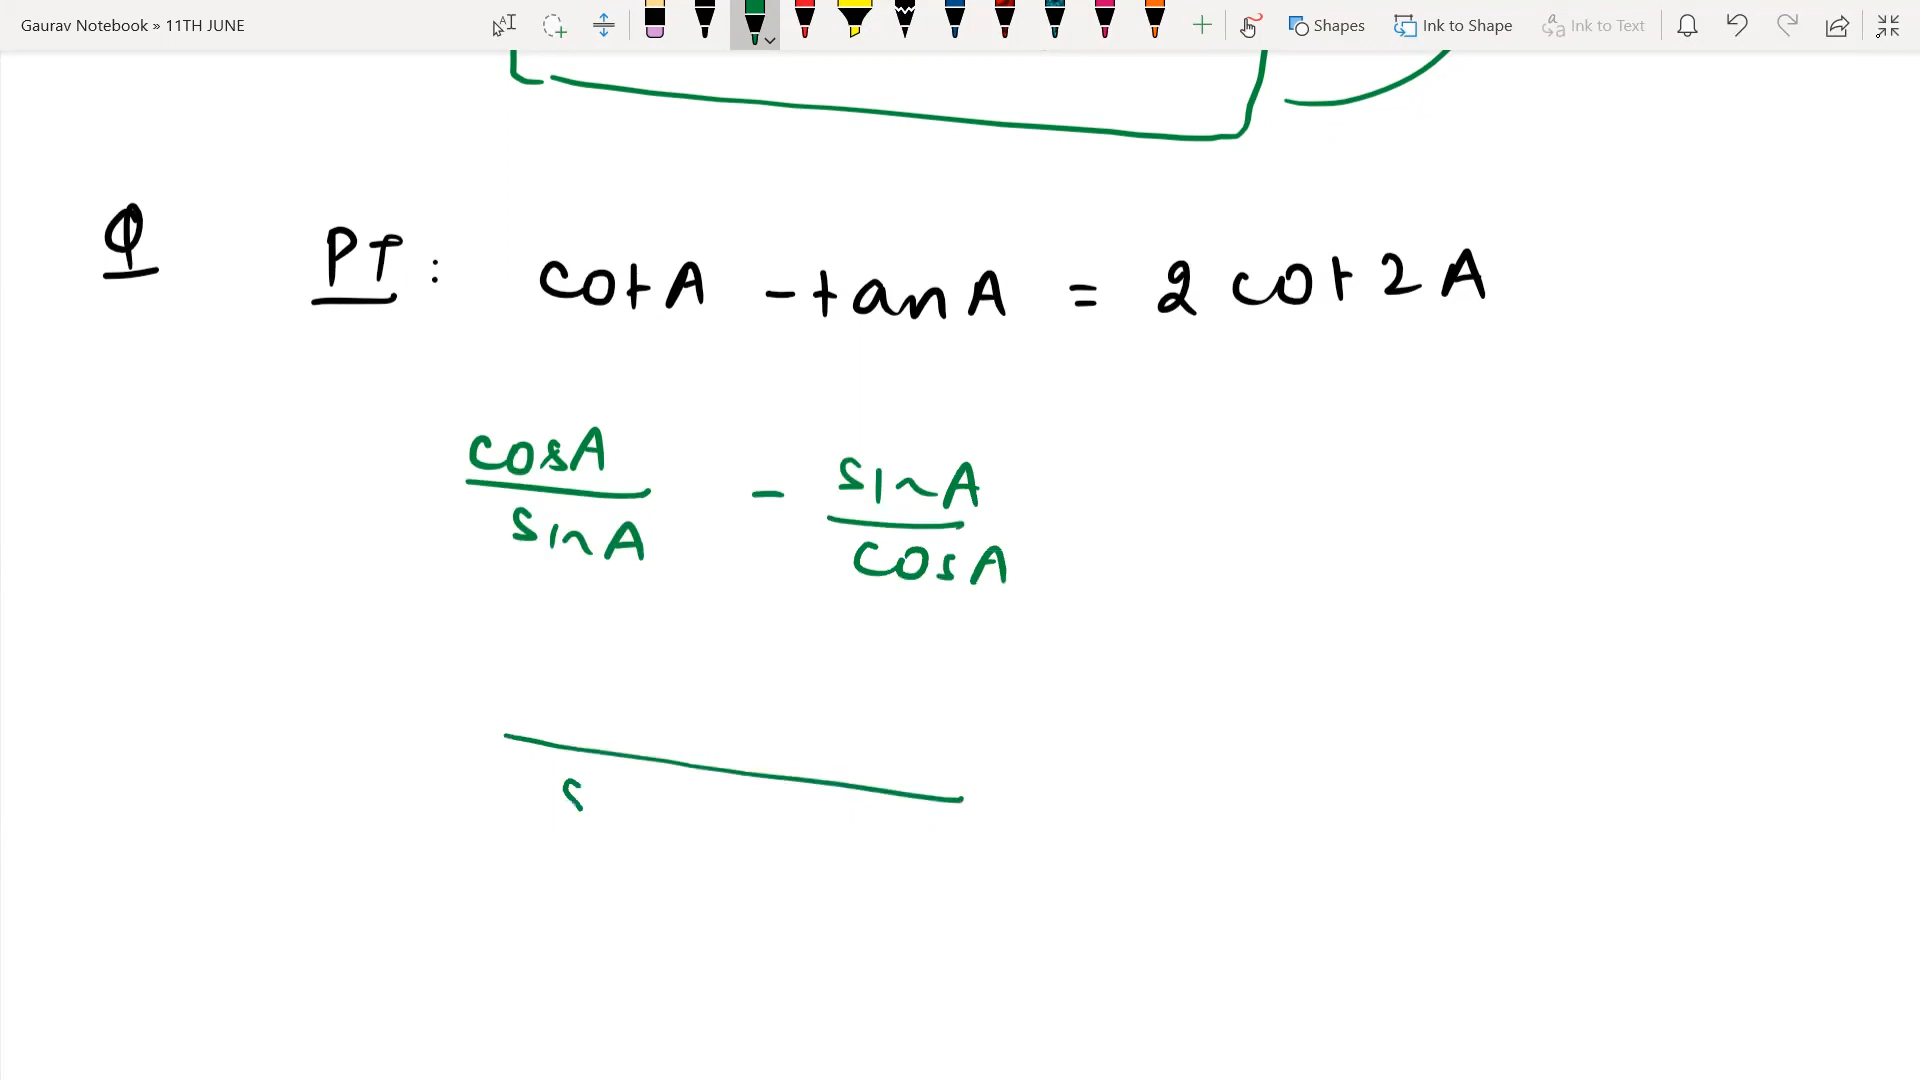 Gaurav Notebook » 11TH JUNE Shapes Ink to Shape Ink to Text
Q PT : cotA - tanA = 2 cot 2A
cosA / sinA - sinA / cosA
S